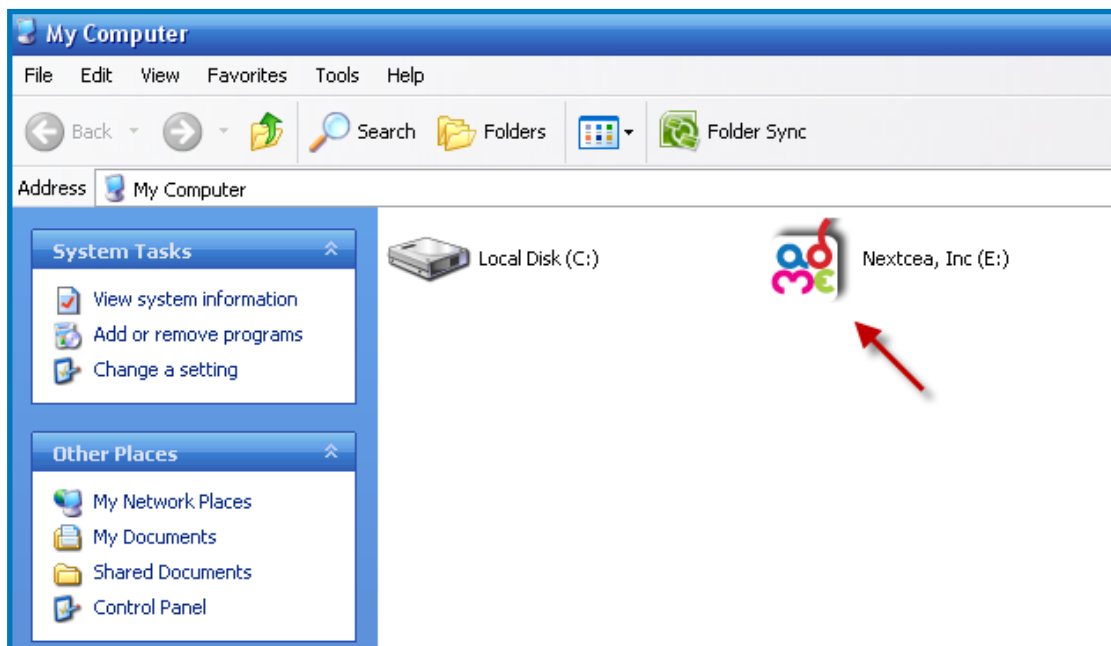 My Computer
File Edit View Favorites Tools Help
Back Search Folders Folder Sync
Address My Computer
System Tasks
View system information
Add or remove programs
Change a setting
Other Places
My Network Places
My Documents
Shared Documents
Control Panel
Local Disk (C:)
adme
Nextcea, Inc (E:)